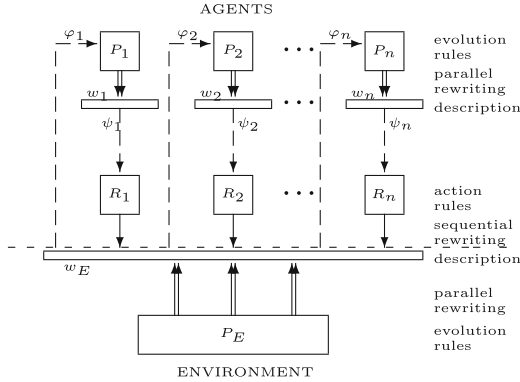 AGENTS
φ1 P1 φ2 P2 ... φn Pn evolution
rules
parallel
rewriting
w1 w2 ... wn description
ψ1 ψ2 ψn
R1 R2 ... Rn action
rules
sequential
rewriting
wE description
parallel
rewriting
PE evolution
rules
ENVIRONMENT